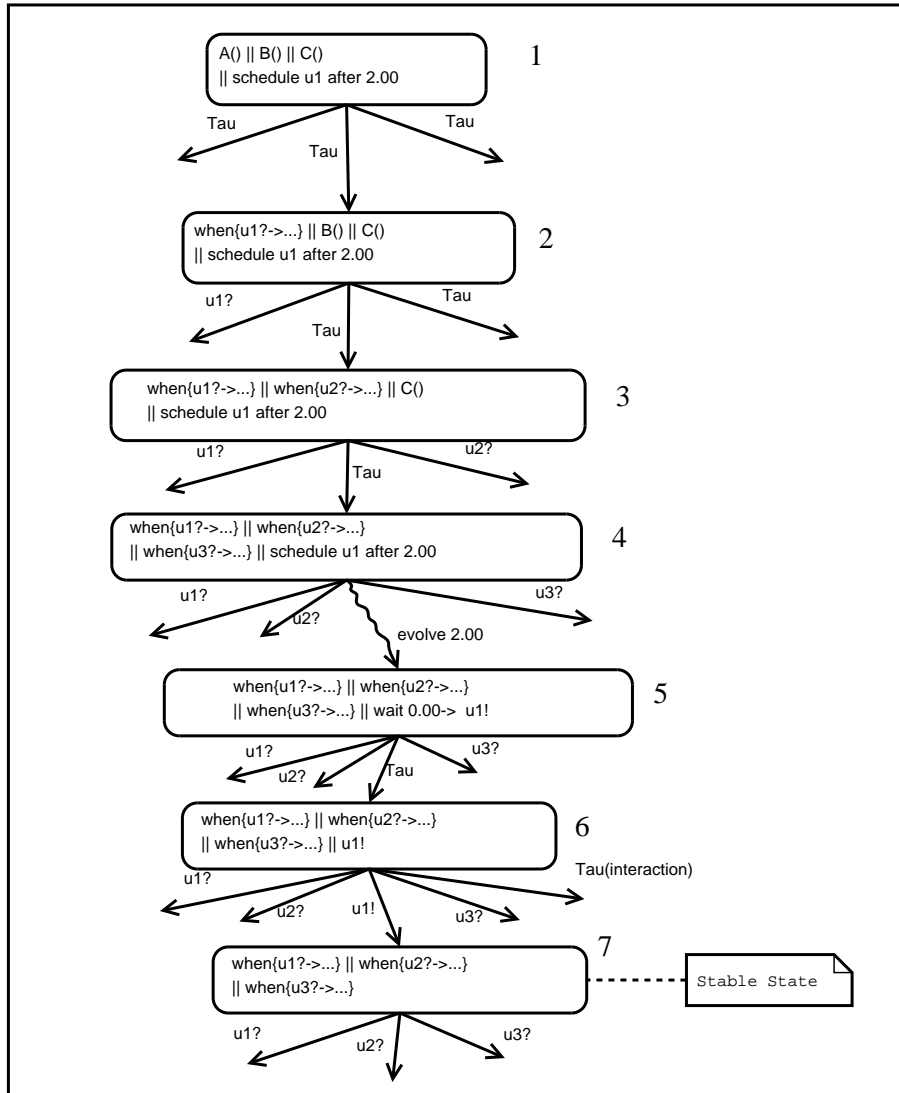 A() || B() || C()
|| schedule u1 after 2.00
1
Tau
Tau
Tau
when{u1?->...} || B() || C()
|| schedule u1 after 2.00
2
u1?
Tau
Tau
when{u1?->...} || when{u2?->...} || C()
|| schedule u1 after 2.00
3
u1?
Tau
u2?
when{u1?->...} || when{u2?->...}
|| when{u3?->...} || schedule u1 after 2.00
4
u1?
u2?
u3?
evolve 2.00
when{u1?->...} || when{u2?->...}
|| when{u3?->...} || wait 0.00-> u1!
5
u1?
u2?
Tau
u3?
when{u1?->...} || when{u2?->...}
|| when{u3?->...} || u1!
6
u1?
u2?
u1!
u3?
Tau(interaction)
7
when{u1?->...} || when{u2?->...}
|| when{u3?->...}
Stable State
u1?
u2?
u3?